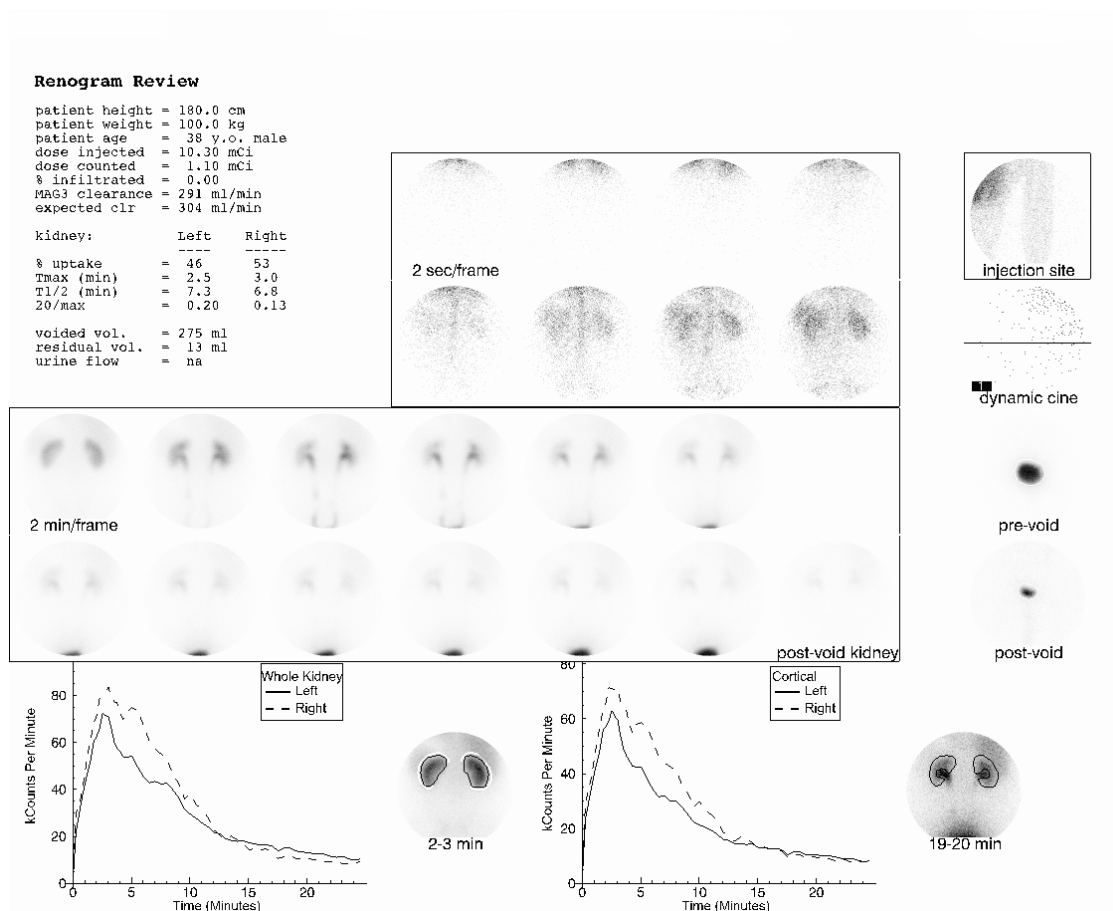 Renogram Review
patient height = 180.0 cm
patient weight = 100.0 kg
patient age = 38 y.o. male
dose injected = 10.30 mCi
dose counted = 1.10 mCi
% infiltrated = 0.00
MAG3 clearance = 291 ml/min
expected clr = 304 ml/min
kidney: Left Right
---- -----
% uptake = 46 53
Tmax (min) = 2.5 3.0
T1/2 (min) = 7.3 6.8
20/max = 0.20 0.13
voided vol. = 275 ml
residual vol. = 13 ml
urine flow = na
2 sec/frame
injection site
1
dynamic cine
2 min/frame
pre-void
post-void kidney
post-void
Whole Kidney
Left
Right
80
60
40
20
0
kCounts Per Minute
0 5 10 15 20
Time (Minutes)
2-3 min
Cortical
Left
Right
80
60
40
20
0
kCounts Per Minute
0 5 10 15 20
Time (Minutes)
19-20 min